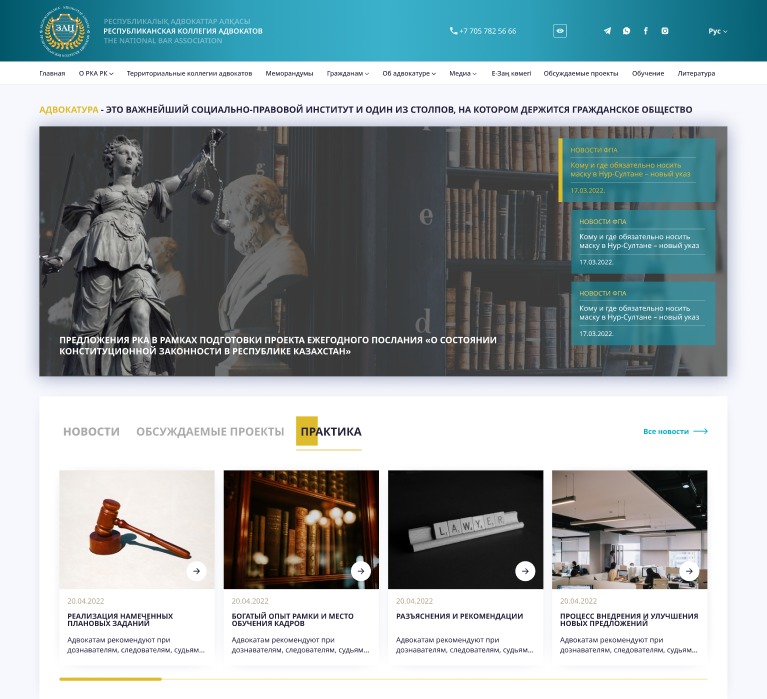 ЗАҢ
РЕСПУБЛИКАЛЫҚ АДВОКАТТАР АЛҚАСЫ
РЕСПУБЛИКАНСКАЯ КОЛЛЕГИЯ АДВОКАТОВ
THE NATIONAL BAR ASSOCIATION
+7 705 782 56 66
Рус
Главная О РКА РК Территориальные коллегии адвокатов Меморандумы Гражданам Об адвокатуре Медиа Е-Заң көмегі Обсуждаемые проекты Обучение Литература
АДВОКАТУРА - ЭТО ВАЖНЕЙШИЙ СОЦИАЛЬНО-ПРАВОВОЙ ИНСТИТУТ И ОДИН ИЗ СТОЛПОВ, НА КОТОРОМ ДЕРЖИТСЯ ГРАЖДАНСКОЕ ОБЩЕСТВО
НОВОСТИ ФПА
Кому и где обязательно носить
маску в Нур-Султане – новый указ
17.03.2022.
НОВОСТИ ФПА
Кому и где обязательно носить
маску в Нур-Султане – новый указ
17.03.2022.
НОВОСТИ ФПА
Кому и где обязательно носить
маску в Нур-Султане – новый указ
17.03.2022.
e
d
ПРЕДЛОЖЕНИЯ РКА В РАМКАХ ПОДГОТОВКИ ПРОЕКТА ЕЖЕГОДНОГО ПОСЛАНИЯ «О СОСТОЯНИИ
КОНСТИТУЦИОННОЙ ЗАКОННОСТИ В РЕСПУБЛИКЕ КАЗАХСТАН»
НОВОСТИ ОБСУЖДАЕМЫЕ ПРОЕКТЫ ПРАКТИКА
Все новости
LAWYER
20.04.2022
РЕАЛИЗАЦИЯ НАМЕЧЕННЫХ
ПЛАНОВЫХ ЗАДАНИЙ
Адвокатам рекомендуют при
дознавателям, следователям, судьям...
20.04.2022
БОГАТЫЙ ОПЫТ РАМКИ И МЕСТО
ОБУЧЕНИЯ КАДРОВ
Адвокатам рекомендуют при
дознавателям, следователям, судьям...
20.04.2022
РАЗЪЯСНЕНИЯ И РЕКОМЕНДАЦИИ
Адвокатам рекомендуют при
дознавателям, следователям, судьям...
20.04.2022
ПРОЦЕСС ВНЕДРЕНИЯ И УЛУЧШЕНИЯ
НОВЫХ ПРЕДЛОЖЕНИЙ
Адвокатам рекомендуют при
дознавателям, следователям, судьям...